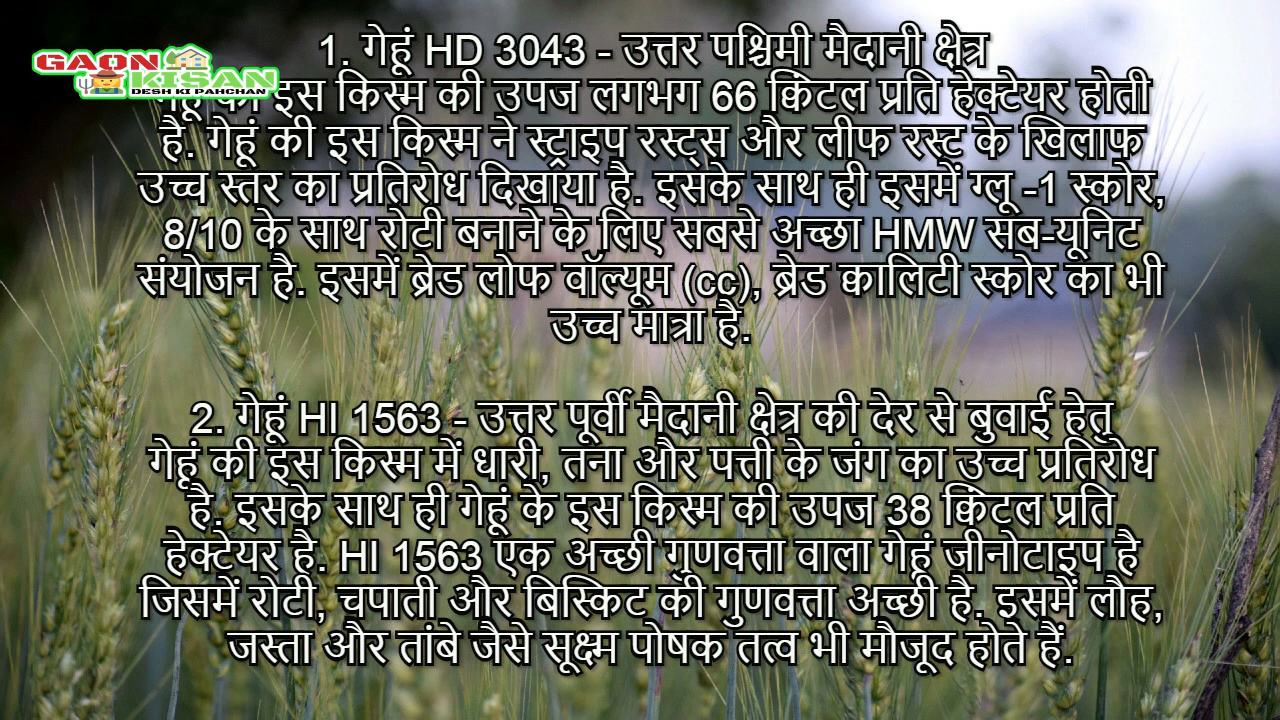 GAON
KISAN
DESH KI PAHCHAN
1. गेहूं HD 3043 - उत्तर पश्चिमी मैदानी क्षेत्र
गेहूं की इस किस्म की उपज लगभग 66 क्विंटल प्रति हेक्टेयर होती
है. गेहूं की इस किस्म ने स्ट्राइप रस्ट्स और लीफ रस्ट के खिलाफ
उच्च स्तर का प्रतिरोध दिखाया है. इसके साथ ही इसमें ग्लू -1 स्कोर,
8/10 के साथ रोटी बनाने के लिए सबसे अच्छा HMW सब-यूनिट
संयोजन है. इसमें ब्रेड लोफ वॉल्यूम (cc), ब्रेड क्वालिटी स्कोर का भी
उच्च मात्रा है.
2. गेहूं HI 1563 - उत्तर पूर्वी मैदानी क्षेत्र की देर से बुवाई हेतु
गेहूं की इस किस्म में धारी, तना और पत्ती के जंग का उच्च प्रतिरोध
है. इसके साथ ही गेहूं के इस किस्म की उपज 38 क्विंटल प्रति
हेक्टेयर है. HI 1563 एक अच्छी गुणवत्ता वाला गेहूं जीनोटाइप है
जिसमें रोटी, चपाती और बिस्किट की गुणवत्ता अच्छी है. इसमें लौह,
जस्ता और तांबे जैसे सूक्ष्म पोषक तत्व भी मौजूद होते हैं.